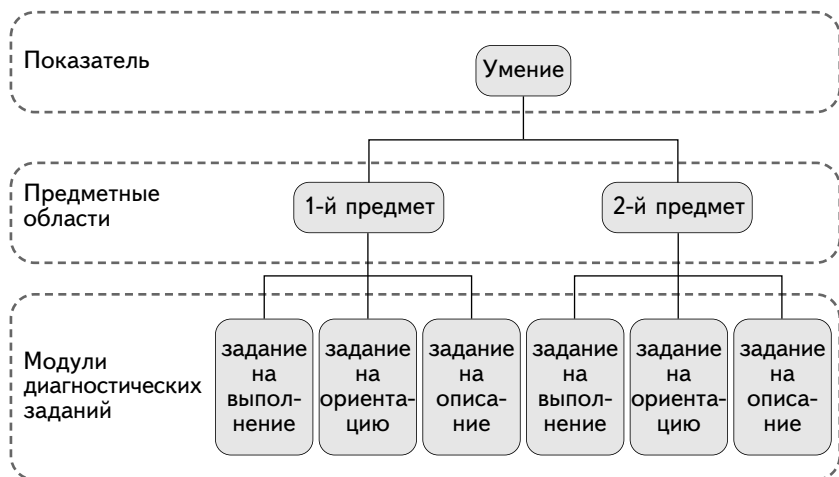 Показатель
Умение
Предметные
области
1-й предмет
2-й предмет
Модули
диагностических
заданий
задание
на
выпол-
нение
задание
на
ориента-
цию
задание
на
описа-
ние
задание
на
выпол-
нение
задание
на
ориента-
цию
задание
на
описа-
ние